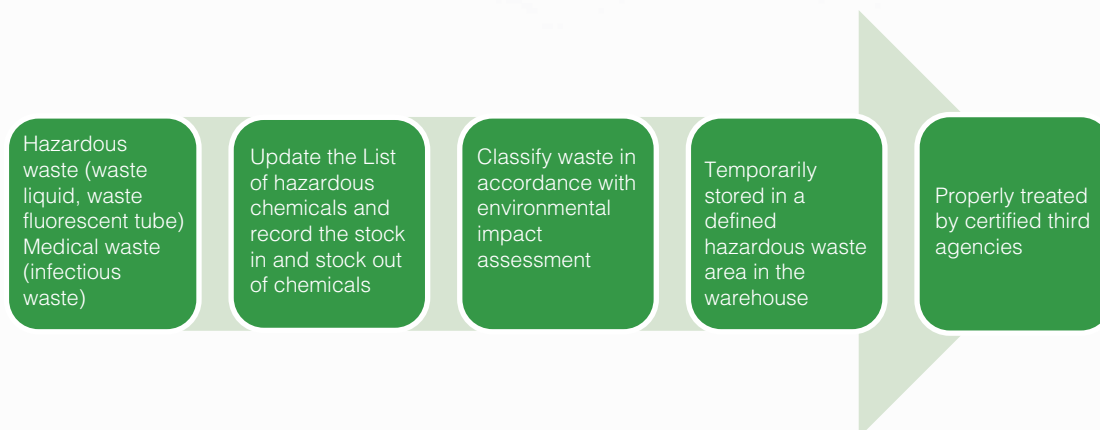 Hazardous
waste (waste
liquid, waste
fluorescent tube)
Medical waste
(infectious
waste)
Update the List
of hazardous
chemicals and
record the stock
in and stock out
of chemicals
Classify waste in
accordance with
environmental
impact
assessment
Temporarily
stored in a
defined
hazardous waste
area in the
warehouse
Properly treated
by certified third
agencies